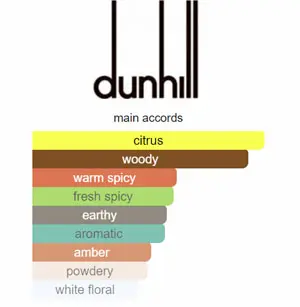 dunhill
main accords
citrus
woody
warm spicy
fresh spicy
earthy
aromatic
amber
powdery
white floral